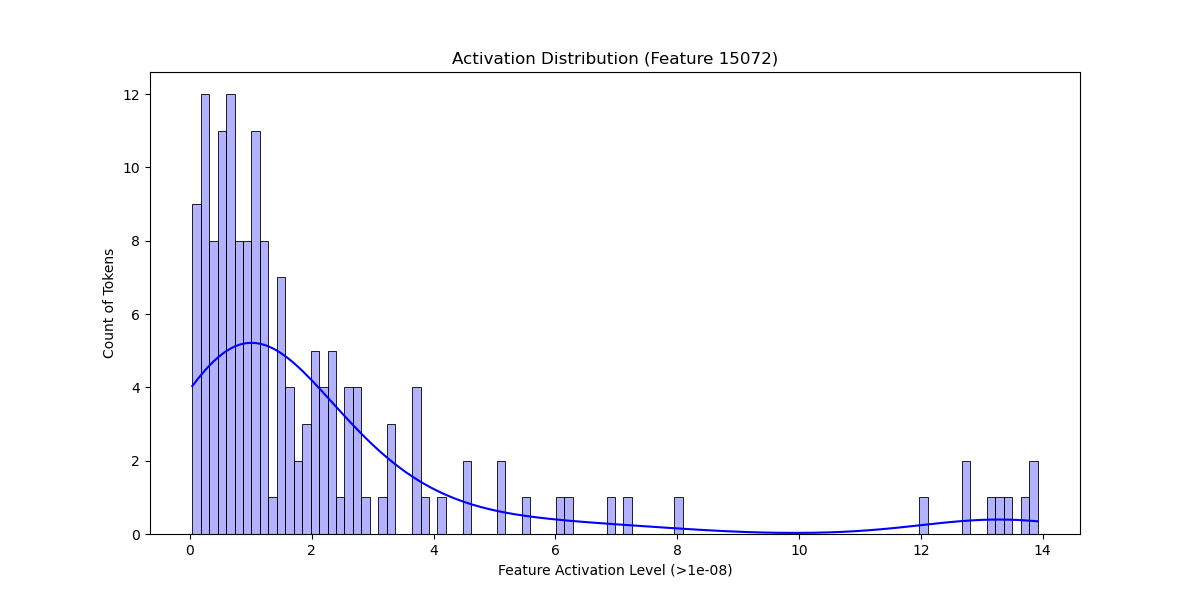 Activation Distribution (Feature 15072)
Count of Tokens
12
10
8
6
4
2
0
0 2 4 6 8 10 12 14
Feature Activation Level (>1e-08)